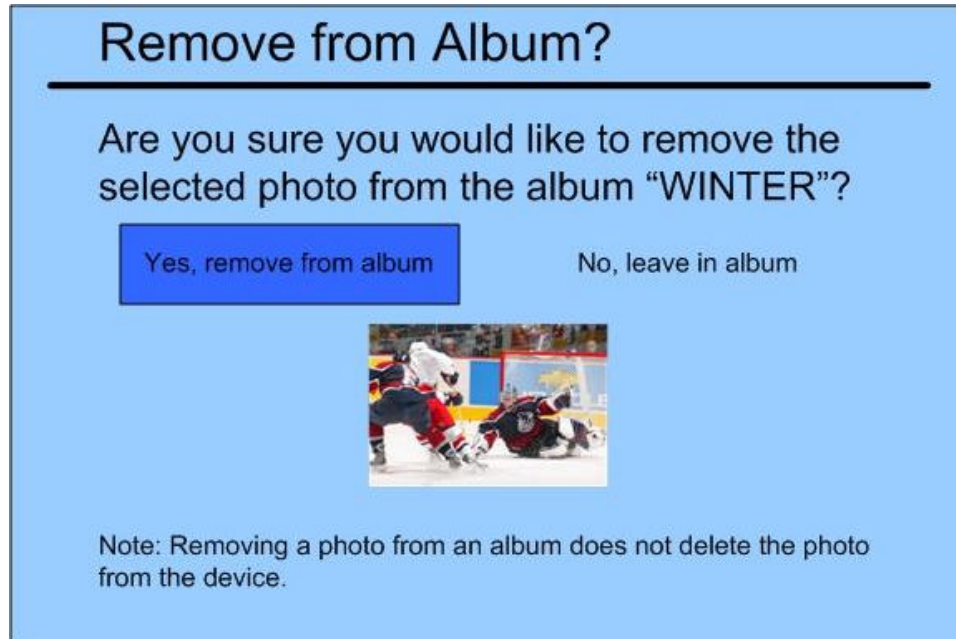 Remove from Album?
Are you sure you would like to remove the
selected photo from the album “WINTER”?
Yes, remove from album
No, leave in album
Note: Removing a photo from an album does not delete the photo
from the device.